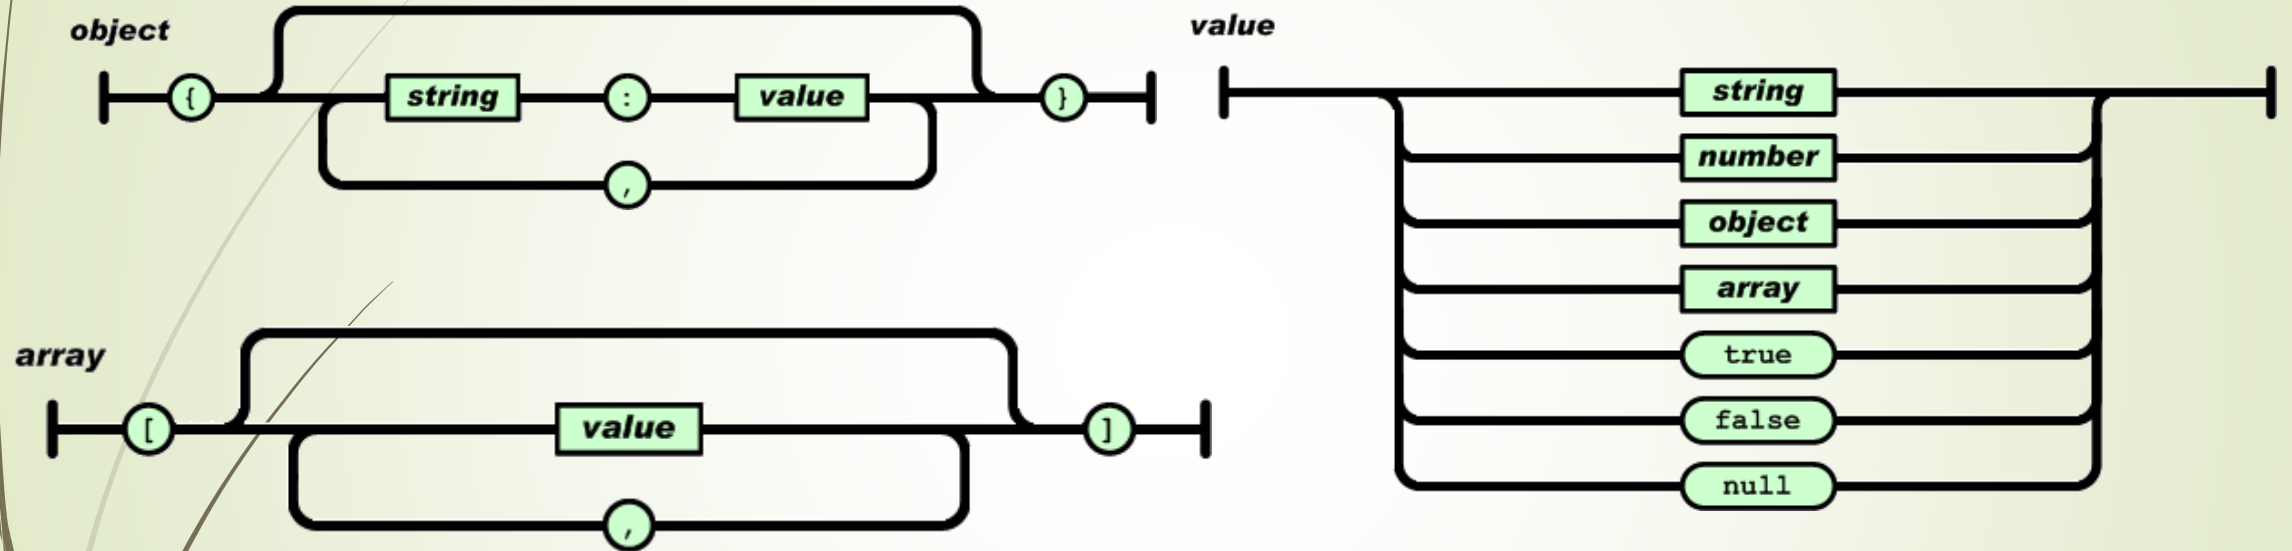 object
{ string : value }
,
array
[ value ]
,
value
string
number
object
array
true
false
null